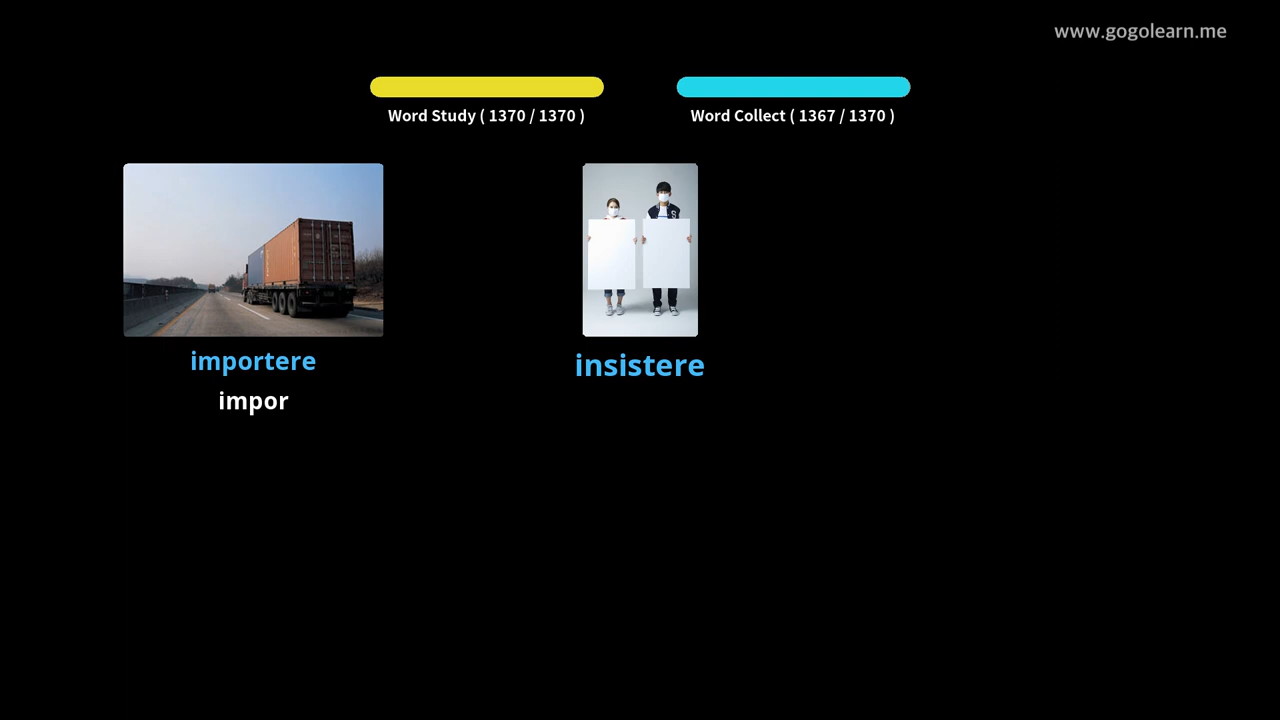 www.gogolearn.me
Word Study ( 1370 / 1370 )
Word Collect ( 1367 / 1370 )
importere
impor
insistere